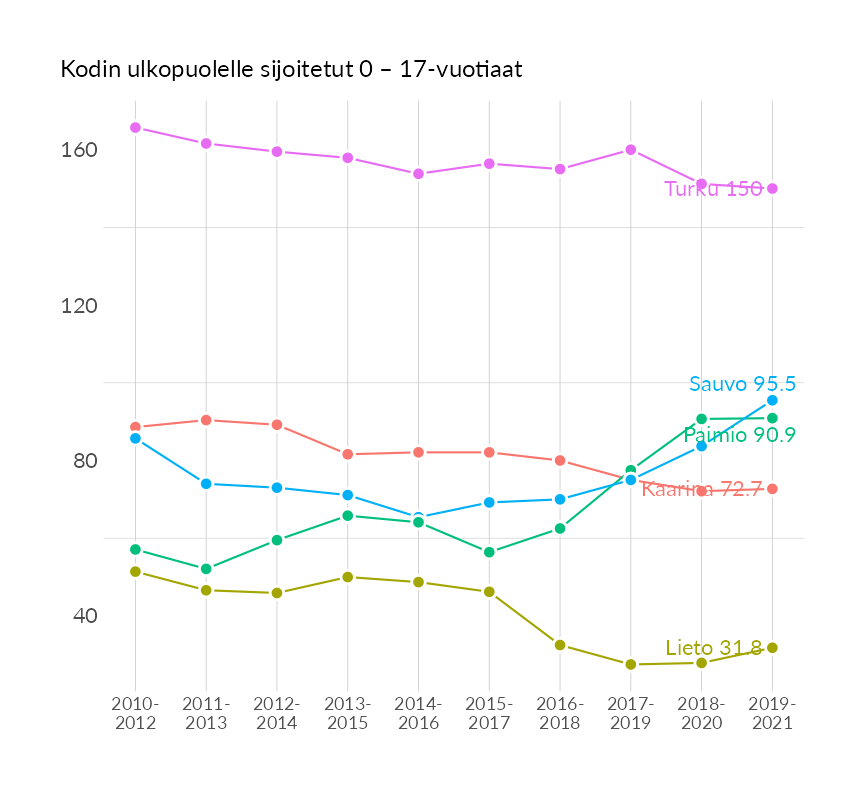 Kodin ulkopuolelle sijoitetut 0 – 17-vuotiaat
160
Turku 150
120
Sauvo 95.5
Paimio 90.9
80
Kaarina 72.7
40
Lieto 31.8
2010- 2011- 2012- 2013- 2014- 2015- 2016- 2017- 2018- 2019-
2012 2013 2014 2015 2016 2017 2018 2019 2020 2021